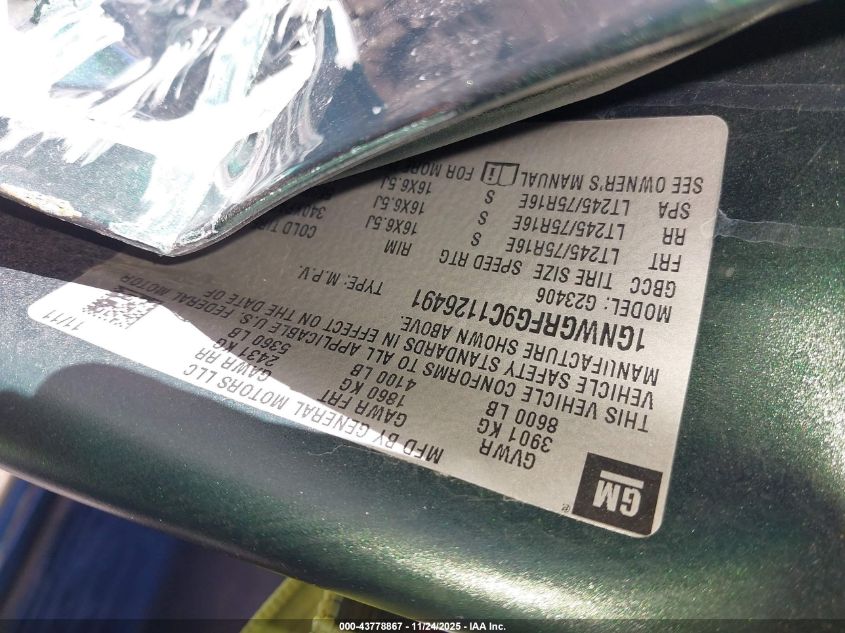 GM
®
MFD BY GENERAL MOTORS LLC
11/11
GVWR GAWR FRT GAWR RR
3901 KG 1860 KG 2431 KG
8600 LB 4100 LB 5360 LB
THIS VEHICLE CONFORMS TO ALL APPLICABLE U.S. FEDERAL MOTOR
VEHICLE SAFETY STANDARDS IN EFFECT ON THE DATE OF
MANUFACTURE SHOWN ABOVE.
1GNWGRFG9C1126491 TYPE: M.P.V.
MODEL: G23406
GBCC TIRE SIZE SPEED RTG RIM COLD
FRT LT245/75R16E S 16X6.5J
RR LT245/75R16E S 16X6.5J
SPA LT245/75R16E S 16X6.5J
SEE OWNER'S MANUAL FOR MORE
000-43778867 - 11/24/2025 - IAA Inc.